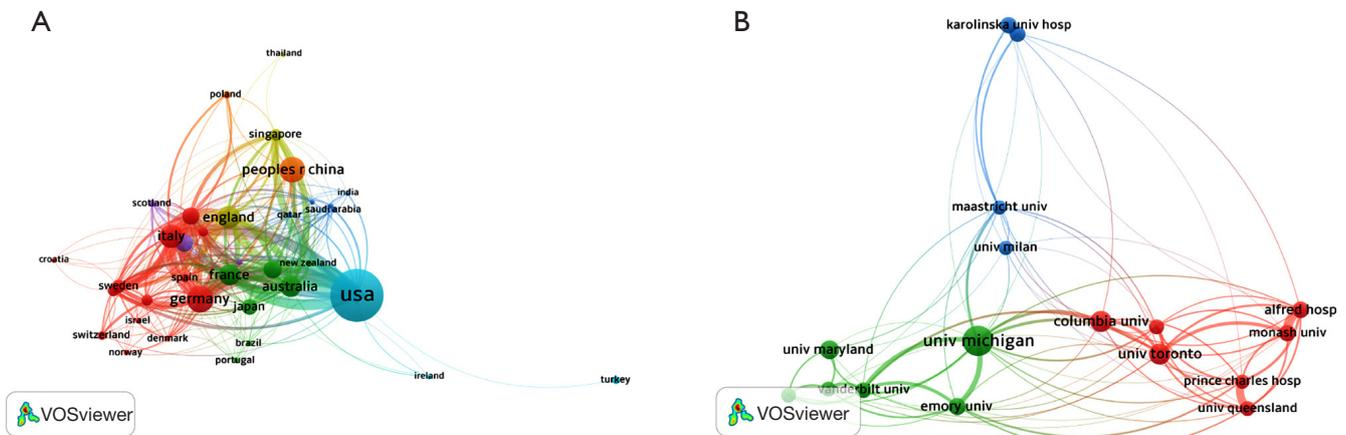 A
thailand
poland
singapore
peoples r china
india
scotland
saudi arabia
qatar
england
italy
croatia
new zealand
france
spain
sweden
australia
usa
germany
japan
israel
switzerland
denmark
brazil
norway
portugal
ireland
turkey
VOSviewer
B
karolinska univ hosp
maastricht univ
univ milan
alfred hosp
columbia univ
monash univ
univ michigan
univ maryland
univ toronto
prince charles hosp
vanderbilt univ
emory univ
univ queensland
VOSviewer